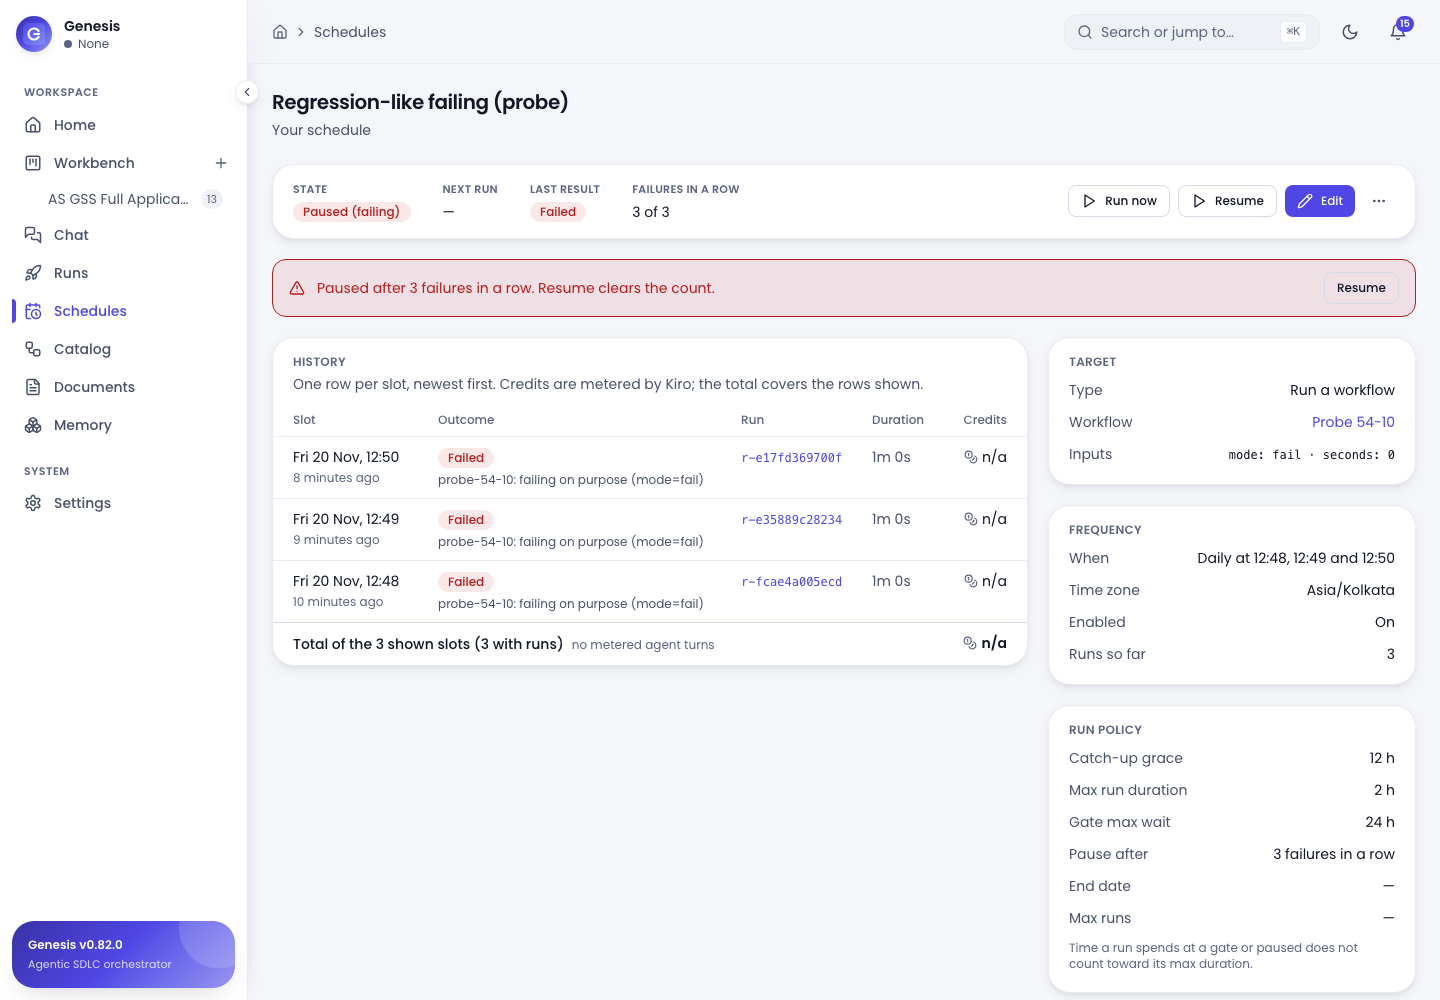 Genesis
None
WORKSPACE
Home
Workbench
AS GSS Full Applica...
13
Chat
Runs
Schedules
Catalog
Documents
Memory
SYSTEM
Settings
Genesis v0.82.0
Agentic SDLC orchestrator
Schedules
Search or jump to...
⌘K
15
Regression-like failing (probe)
Your schedule
STATE
Paused (failing)
NEXT RUN
—
LAST RESULT
Failed
FAILURES IN A ROW
3 of 3
Run now
Resume
Edit
Paused after 3 failures in a row. Resume clears the count.
Resume
HISTORY
One row per slot, newest first. Credits are metered by Kiro; the total covers the rows shown.
Slot Outcome Run Duration Credits
Fri 20 Nov, 12:50 Failed r-e17fd369700f 1m 0s n/a
8 minutes ago probe-54-10: failing on purpose (mode=fail)
Fri 20 Nov, 12:49 Failed r-e35889c28234 1m 0s n/a
9 minutes ago probe-54-10: failing on purpose (mode=fail)
Fri 20 Nov, 12:48 Failed r-fcae4a005ecd 1m 0s n/a
10 minutes ago probe-54-10: failing on purpose (mode=fail)
Total of the 3 shown slots (3 with runs) no metered agent turns n/a
TARGET
Type Run a workflow
Workflow Probe 54-10
Inputs mode: fail · seconds: 0
FREQUENCY
When Daily at 12:48, 12:49 and 12:50
Time zone Asia/Kolkata
Enabled On
Runs so far 3
RUN POLICY
Catch-up grace 12 h
Max run duration 2 h
Gate max wait 24 h
Pause after 3 failures in a row
End date —
Max runs —
Time a run spends at a gate or paused does not
count toward its max duration.